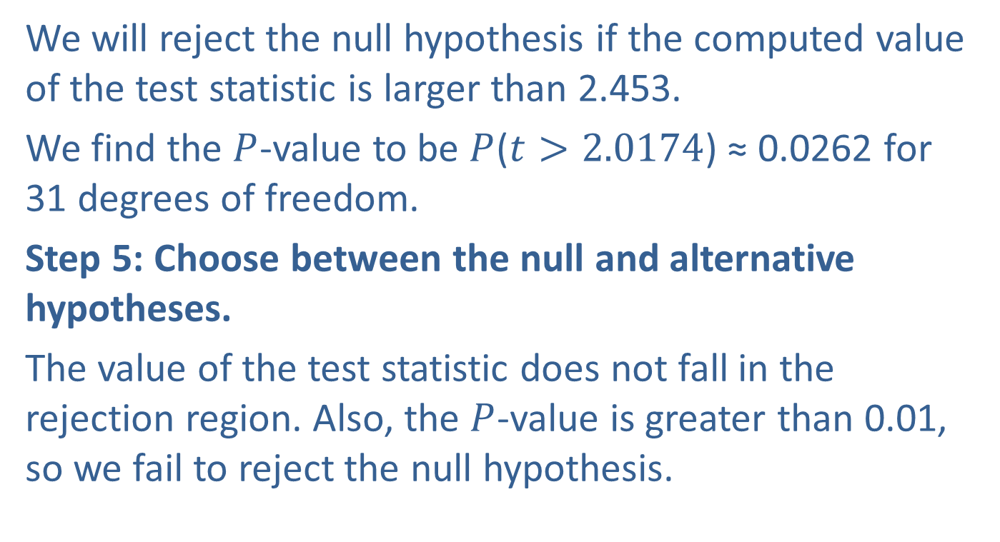 We will reject the null hypothesis if the computed value
of the test statistic is larger than 2.453.
We find the P-value to be P(t > 2.0174) ≈ 0.0262 for
31 degrees of freedom.
Step 5: Choose between the null and alternative
hypotheses.
The value of the test statistic does not fall in the
rejection region. Also, the P-value is greater than 0.01,
so we fail to reject the null hypothesis.